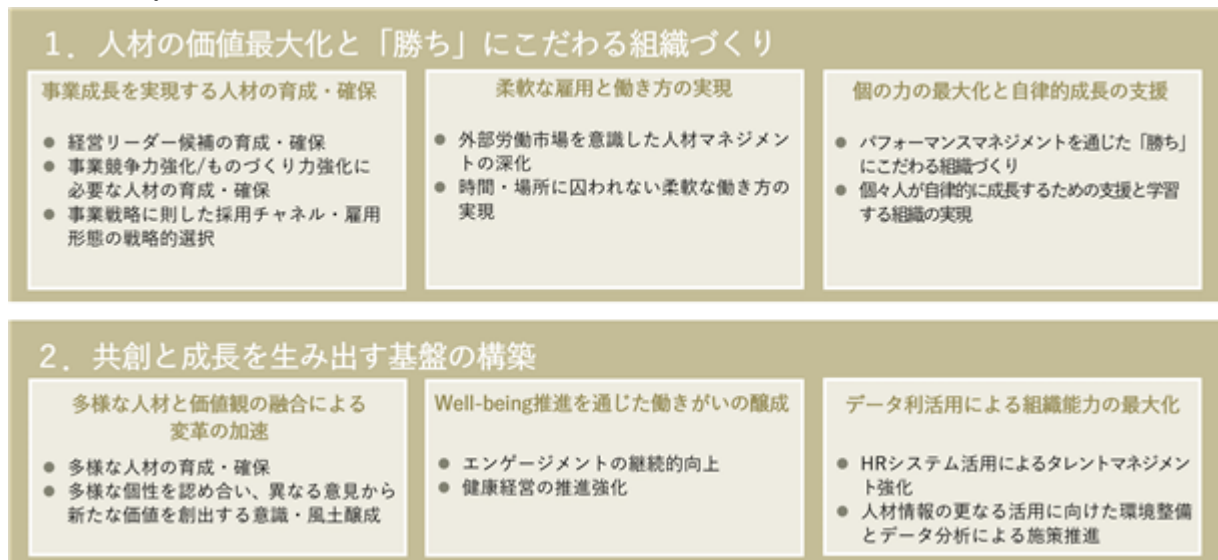 1. 人材の価値最大化と「勝ち」にこだわる組織づくり
事業成長を実現する人材の育成・確保
● 経営リーダー候補の育成・確保
● 事業競争力強化/ものづくり力強化に
必要な人材の育成・確保
● 事業戦略に則した採用チャネル・雇用
形態の戦略的選択
柔軟な雇用と働き方の実現
● 外部労働市場を意識した人材マネジメン
トの深化
● 時間・場所に囚われない柔軟な働き方の
実現
個の力の最大化と自律的成長の支援
● パフォーマンスマネジメントを通じた「勝ち」
にこだわる組織づくり
● 個々人が自律的に成長するための支援と学習
する組織の実現
2. 共創と成長を生み出す基盤の構築
多様な人材と価値観の融合による
変革の加速
● 多様な人材の育成・確保
● 多様な個性を認め合い、異なる意見から
新たな価値を創出する意識・風土醸成
Well-being推進を通じた働きがいの醸成
● エンゲージメントの継続的向上
● 健康経営の推進強化
データ利活用による組織能力の最大化
● HRシステム活用によるタレントマネジメン
ト強化
● 人材情報の更なる活用に向けた環境整備
とデータ分析による施策推進